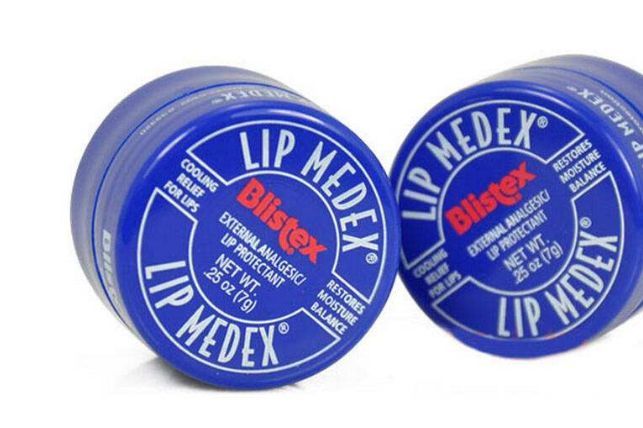 LIP MEDEX®
COOLING
RELIEF
FOR LIPS
Blistex
EXTERNAL ANALGESIC/
LIP PROTECTANT
NET WT.
.25 oz (7g)
RESTORES
MOISTURE
BALANCE
LIP MEDEX®
LIP MEDEX®
RESTORES
MOISTURE
BALANCE
Blistex
EXTERNAL ANALGESIC/
LIP PROTECTANT
NET WT.
.25 oz (7g)
COOLING
RELIEF
FOR LIPS
LIP MEDEX®